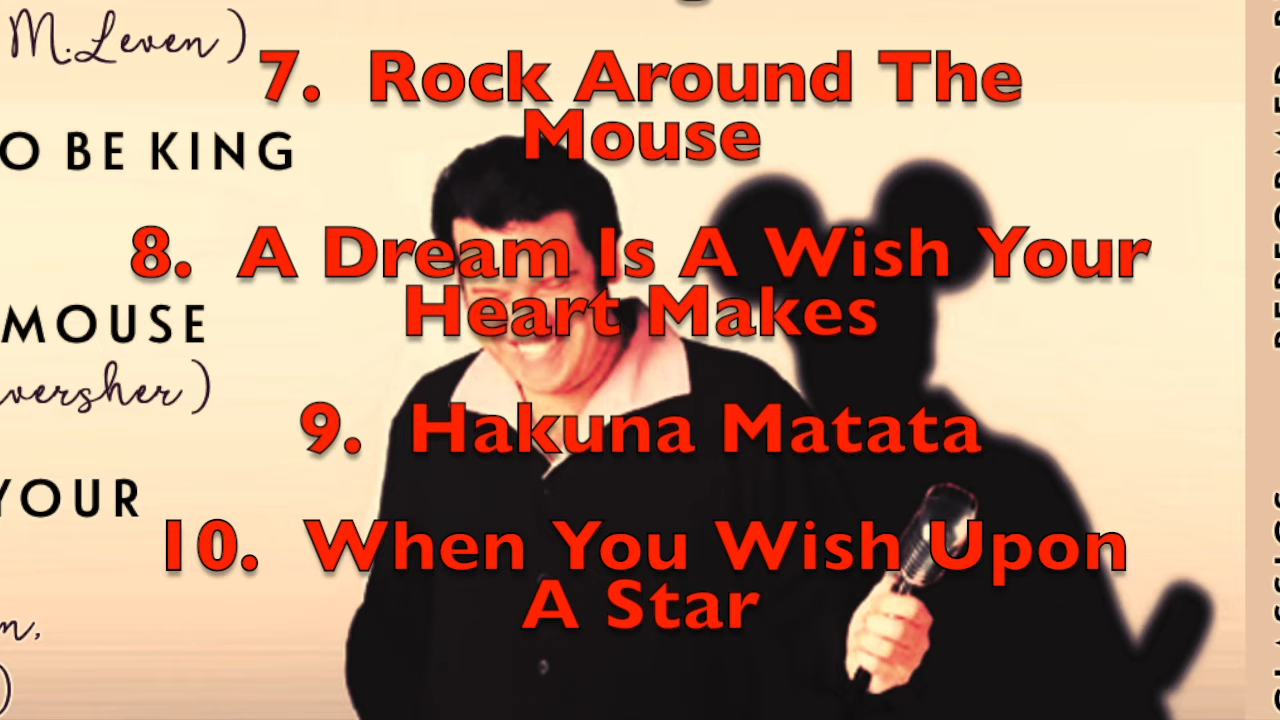 M.Leven)
7. Rock Around The
Mouse
O BE KING
8. A Dream Is A Wish Your
Heart Makes
MOUSE
versher)
9. Hakuna Matata
YOUR
10. When You Wish Upon
A Star